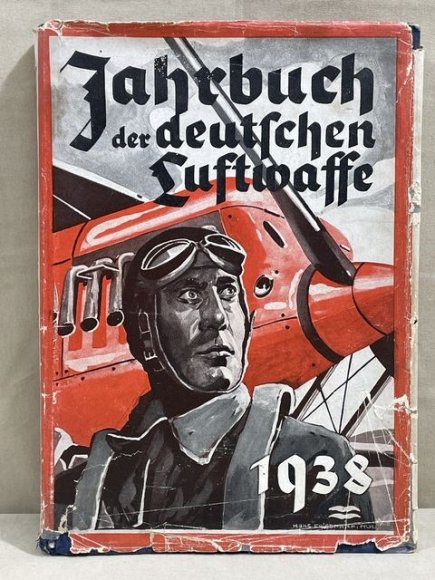 Jahrbuch
der deutſchen
Luftwaffe
1938